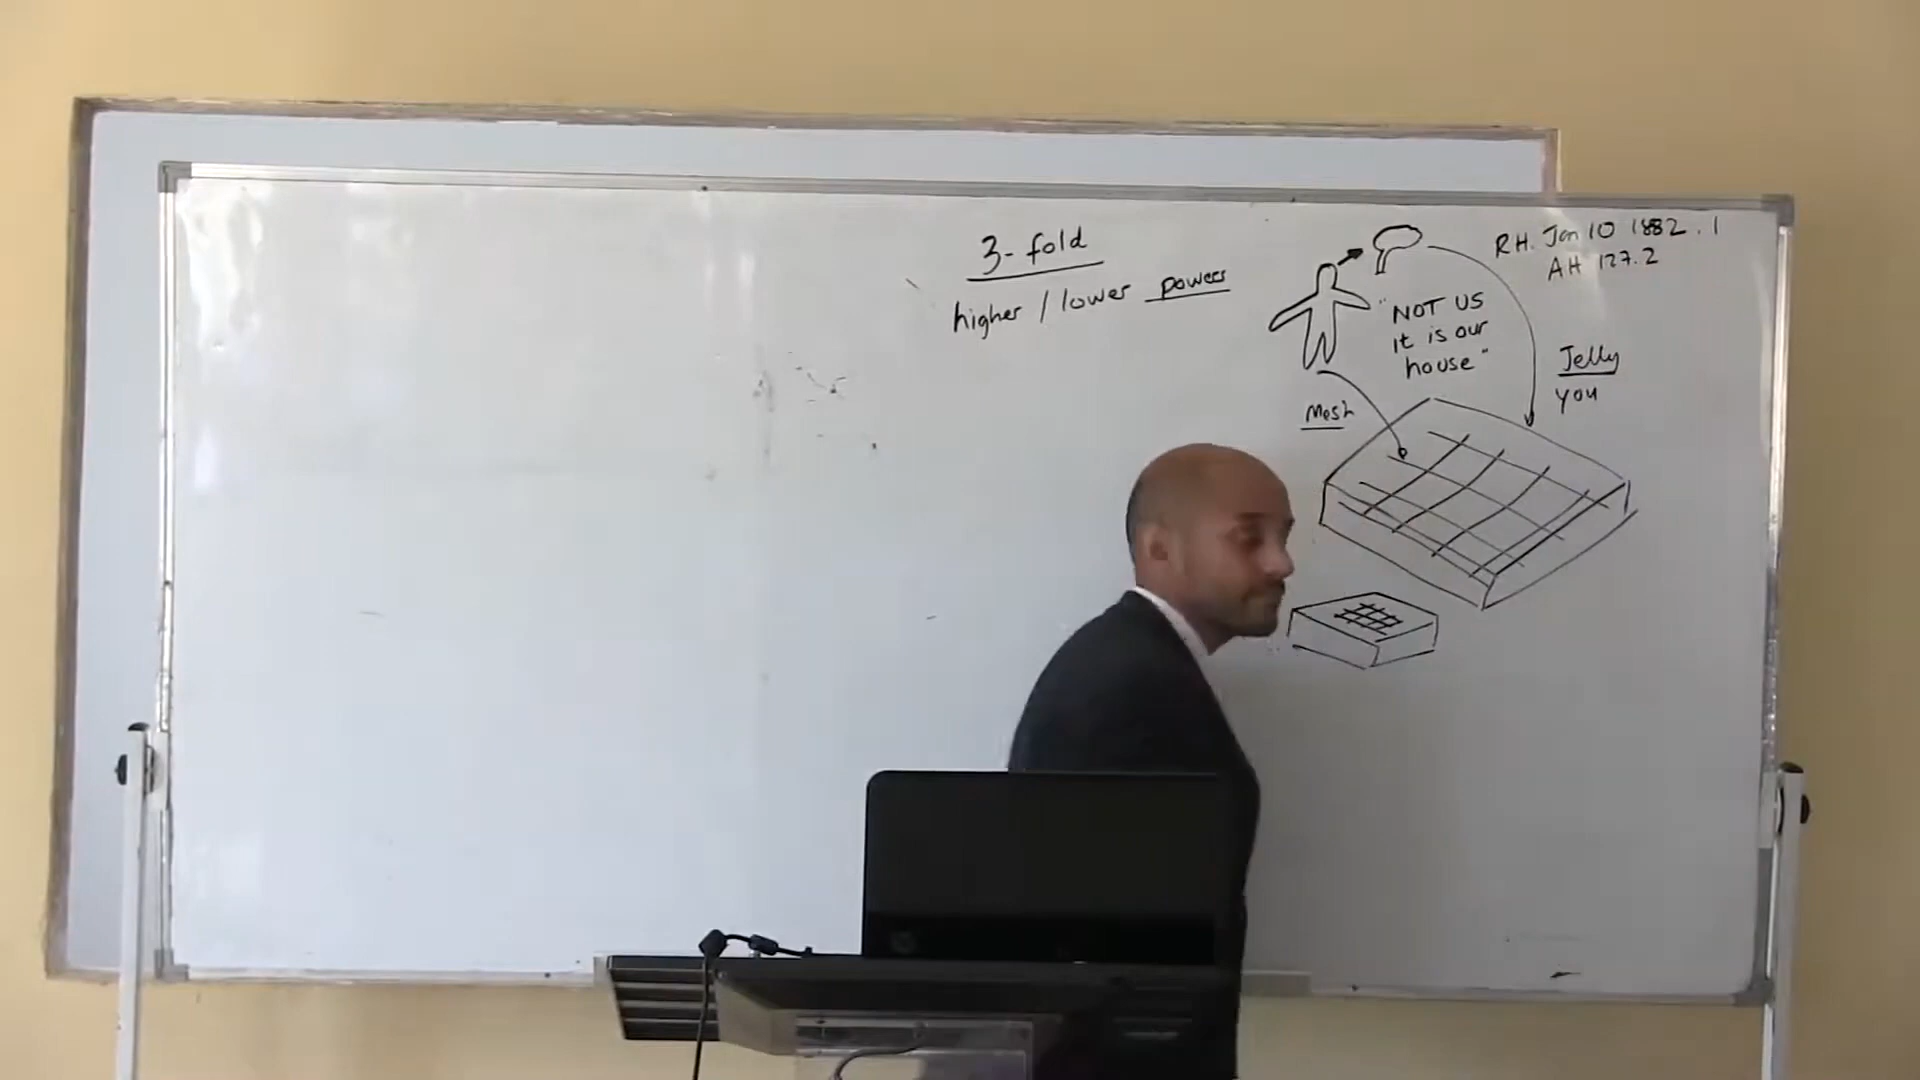 3-fold
higher / lower powers
"NOT US
it is our
house"
RH. Jan 10 1882.1
AH 127.2
Jelly
you
Mesh